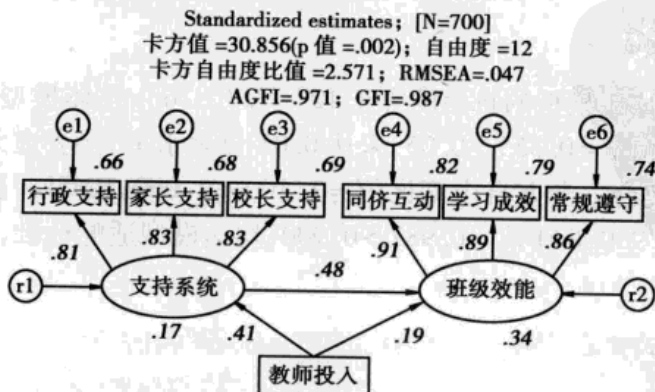 Standardized estimates; [N=700]
卡方值 =30.856(p 值 =.002); 自由度 =12
卡方自由度比值 =2.571; RMSEA=.047
AGFI=.971; GFI=.987
e1 e2 e3 e4 e5 e6
.66 .68 .69 .82 .79 .74
行政支持 家长支持 校长支持 同侪互动 学习成效 常规遵守
.81 .83 .83 .91 .89 .86
.48
r1 支持系统 班级效能 r2
.17 .41 .19 .34
教师投入